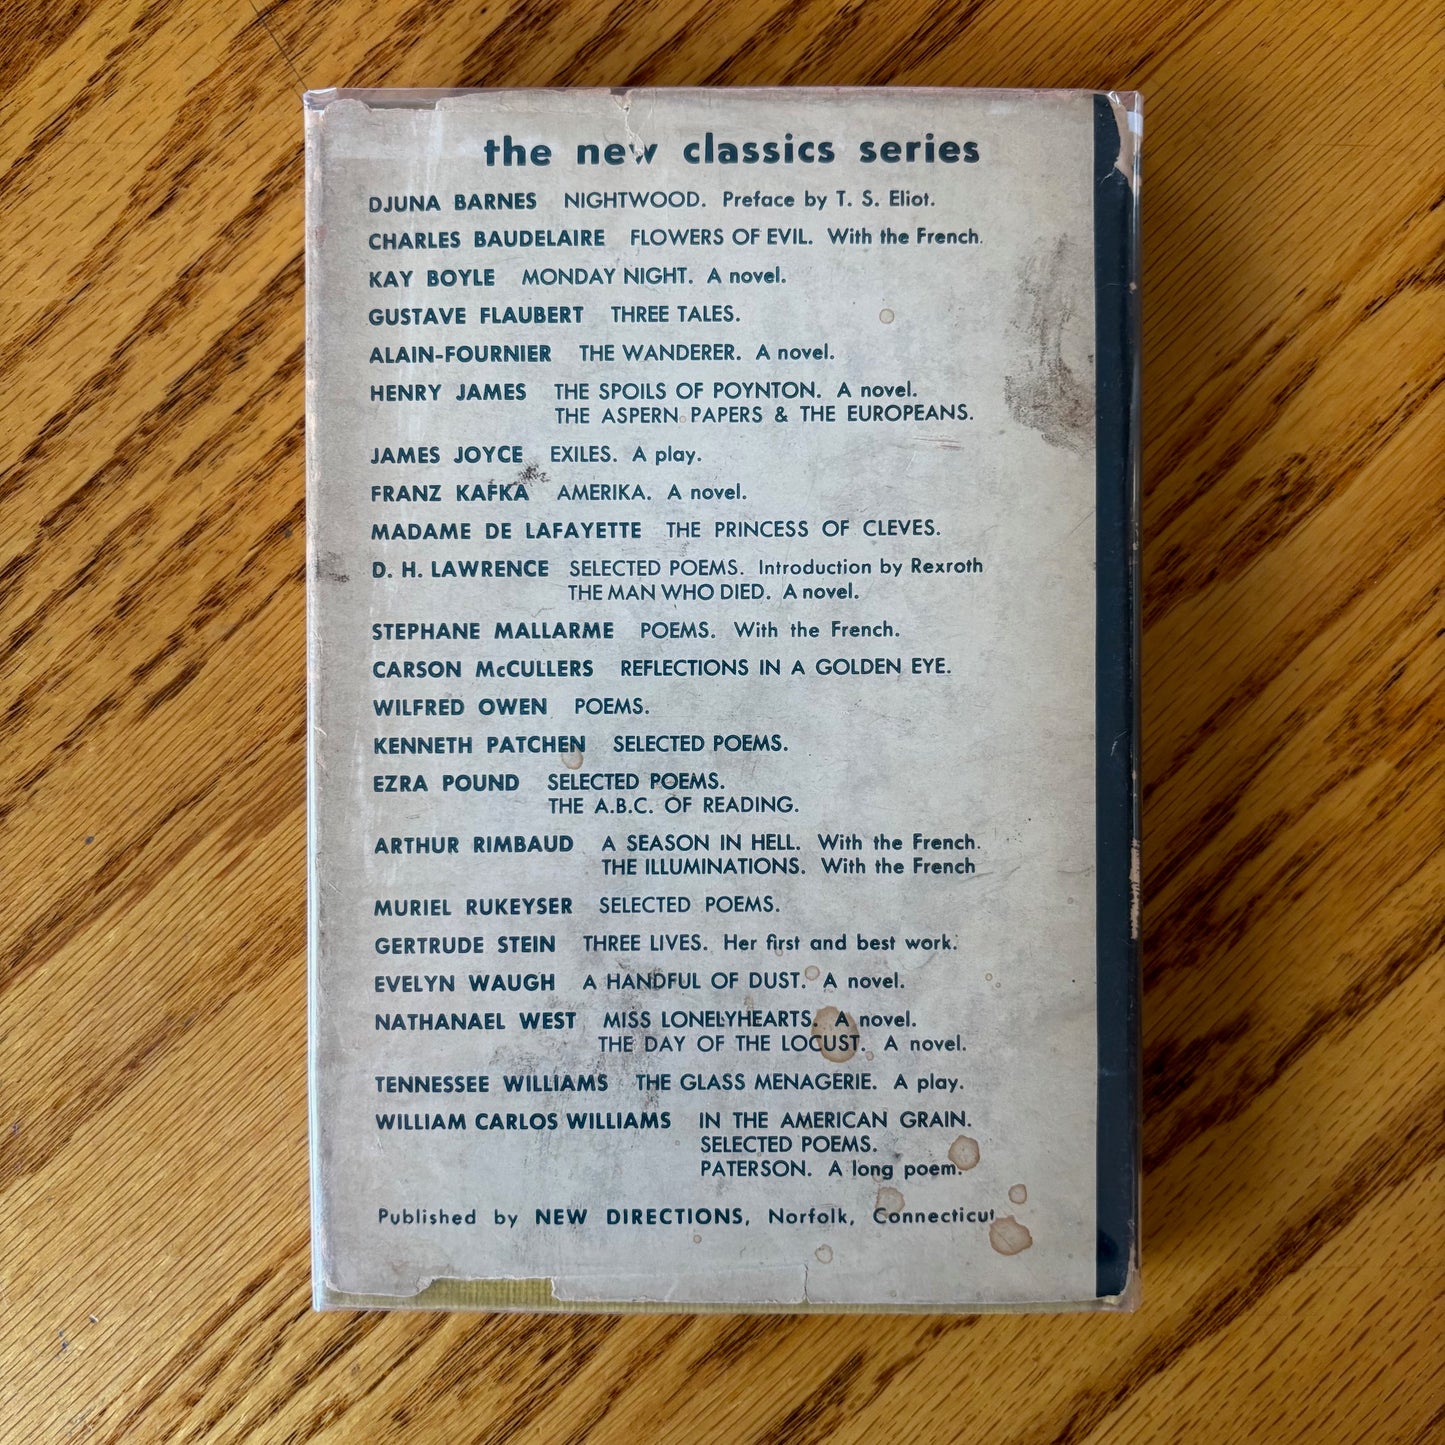 the new classics series
DJUNA BARNES NIGHTWOOD. Preface by T. S. Eliot.
CHARLES BAUDELAIRE FLOWERS OF EVIL. With the French.
KAY BOYLE MONDAY NIGHT. A novel.
GUSTAVE FLAUBERT THREE TALES.
ALAIN-FOURNIER THE WANDERER. A novel.
HENRY JAMES THE SPOILS OF POYNTON. A novel.
THE ASPERN PAPERS & THE EUROPEANS.
JAMES JOYCE EXILES. A play.
FRANZ KAFKA AMERIKA. A novel.
MADAME DE LAFAYETTE THE PRINCESS OF CLEVES.
D. H. LAWRENCE SELECTED POEMS. Introduction by Rexroth
THE MAN WHO DIED. A novel.
STEPHANE MALLARME POEMS. With the French.
CARSON McCULLERS REFLECTIONS IN A GOLDEN EYE.
WILFRED OWEN POEMS.
KENNETH PATCHEN SELECTED POEMS.
EZRA POUND SELECTED POEMS.
THE A.B.C. OF READING.
ARTHUR RIMBAUD A SEASON IN HELL. With the French.
THE ILLUMINATIONS. With the French
MURIEL RUKEYSER SELECTED POEMS.
GERTRUDE STEIN THREE LIVES. Her first and best work.
EVELYN WAUGH A HANDFUL OF DUST. A novel.
NATHANAEL WEST MISS LONELYHEARTS. A novel.
THE DAY OF THE LOCUST. A novel.
TENNESSEE WILLIAMS THE GLASS MENAGERIE. A play.
WILLIAM CARLOS WILLIAMS IN THE AMERICAN GRAIN.
SELECTED POEMS.
PATERSON. A long poem.
Published by NEW DIRECTIONS, Norfolk, Connecticut